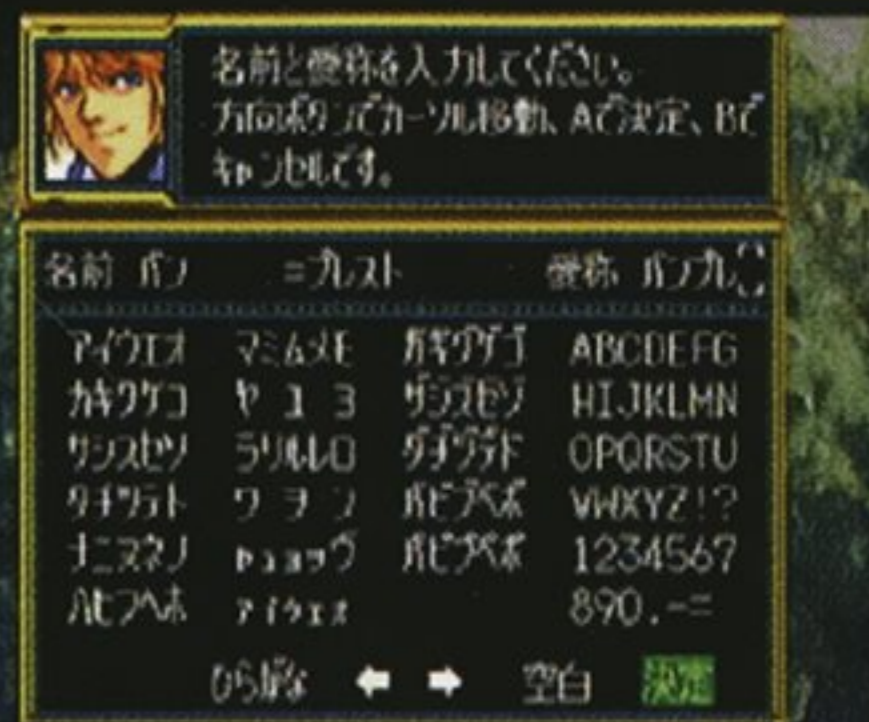 名前と愛称を入力してください。
方向ボタンでカーソル移動、Aで決定、Bで
キャンセルです。
名前 バン =ブレスト 愛称 バンブレ
アイウエオ マミムメモ ガギグゲゴ ABCDEFG
カキクケコ ヤ ユ ヨ ザジズゼゾ HIJKLMN
サシスセソ ラリルレロ ダヂヅデド OPQRSTU
タチツテト ワ ヲ ン バビブベボ VWXYZ!?
ナニヌネノ ャュョッヴ パピプペポ 1234567
ハヒフヘホ ァィゥェォ 890.-=
ひらがな ← → 空白 決定